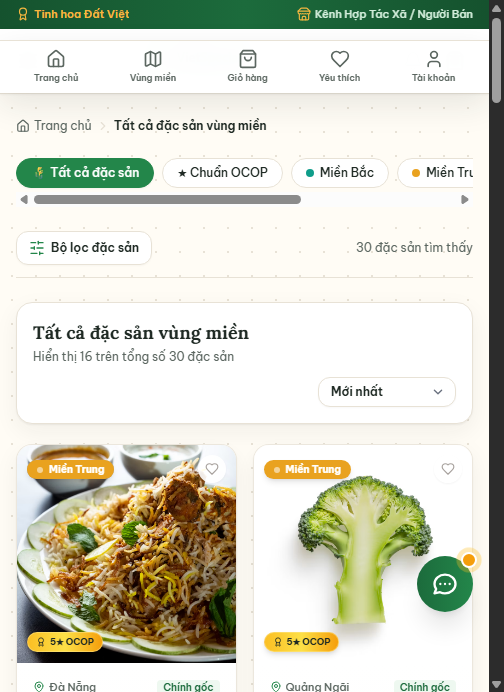 Tinh hoa Đất Việt
Kênh Hợp Tác Xã / Người Bán
Trang chủ
Vùng miền
Giỏ hàng
Yêu thích
Tài khoản
Trang chủ
Tất cả đặc sản vùng miền
Tất cả đặc sản
★ Chuẩn OCOP
Miền Bắc
Miền Tru
Bộ lọc đặc sản
30 đặc sản tìm thấy
Tất cả đặc sản vùng miền
Hiển thị 16 trên tổng số 30 đặc sản
Mới nhất
Miền Trung
Miền Trung
5★ OCOP
5★ OCOP
Đà Nẵng
Chính gốc
Quảng Ngãi
Chính gốc